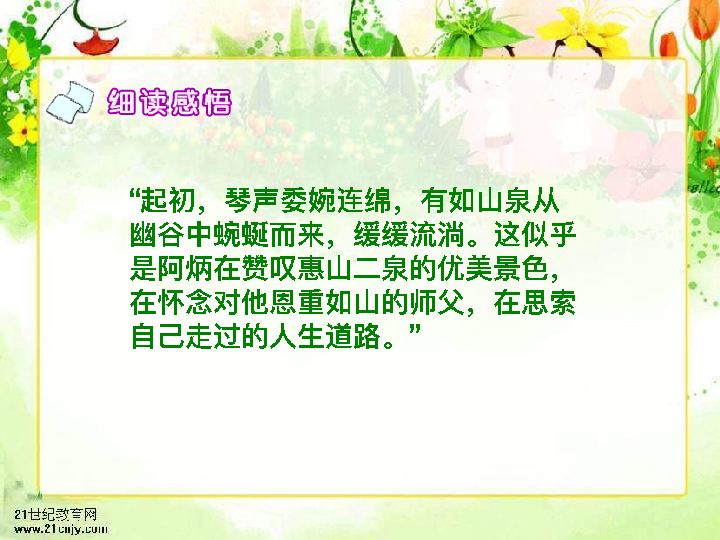 细读感悟
“起初，琴声委婉连绵，有如山泉从
幽谷中蜿蜒而来，缓缓流淌。这似乎
是阿炳在赞叹惠山二泉的优美景色，
在怀念对他恩重如山的师父，在思索
自己走过的人生道路。”
21世纪教育网
www.21cnjy.com